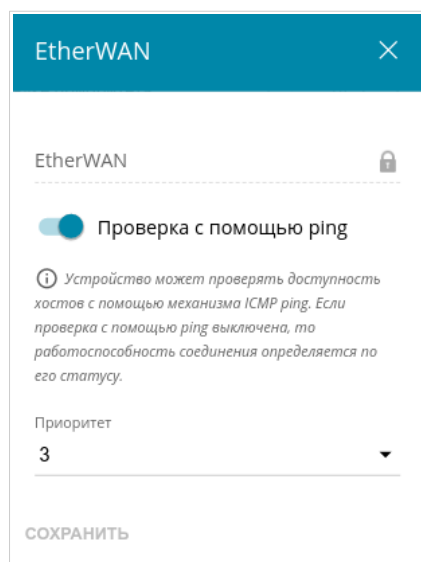 EtherWAN
EtherWAN
Проверка с помощью ping
Устройство может проверять доступность
хостов с помощью механизма ICMP ping. Если
проверка с помощью ping выключена, то
работоспособность соединения определяется по
его статусу.
Приоритет
3
СОХРАНИТЬ